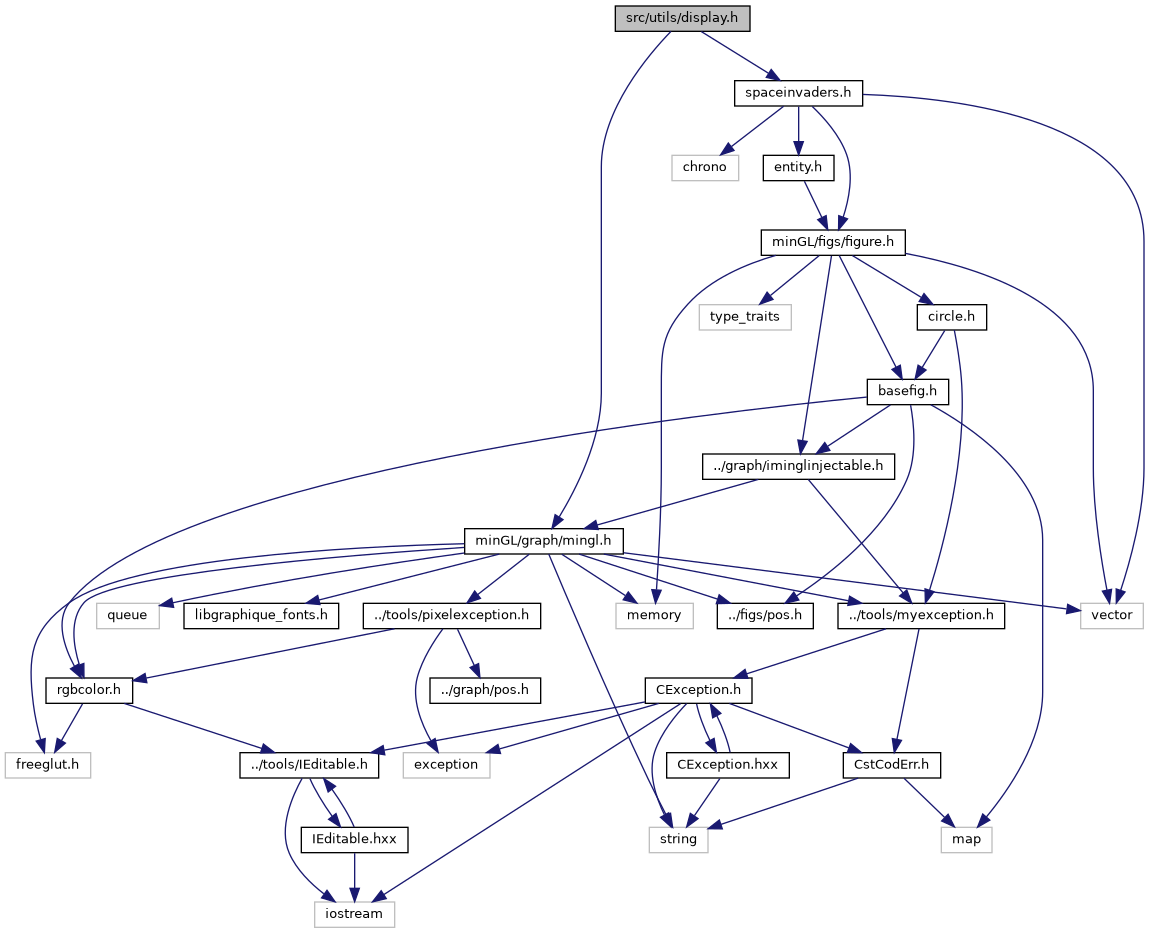 src/utils/display.h
spaceinvaders.h
chrono
entity.h
minGL/figs/figure.h
type_traits
circle.h
basefig.h
../graph/iminglinjectable.h
minGL/graph/mingl.h
queue
libgraphique_fonts.h
../tools/pixelexception.h
memory
../figs/pos.h
../tools/myexception.h
vector
rgbcolor.h
../graph/pos.h
CException.h
freeglut.h
../tools/IEditable.h
exception
CException.hxx
CstCodErr.h
IEditable.hxx
string
map
iostream